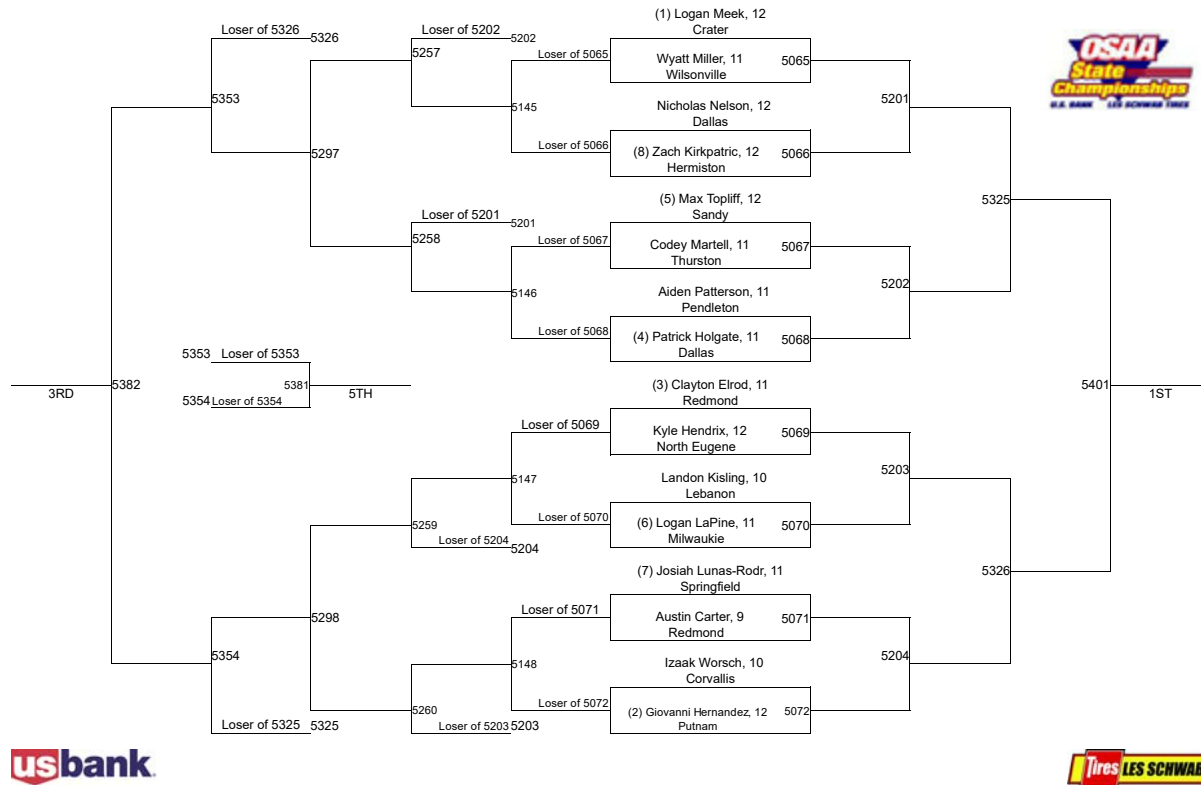 (1) Logan Meek, 12
Crater
Loser of 5326
5326
Loser of 5202
5202
5257
Loser of 5065
Wyatt Miller, 11
Wilsonville
5065
OSAA
State
Championships
U.S. BANK LES SCHWAB TIRES
5353
5145
5201
Nicholas Nelson, 12
Dallas
5297
Loser of 5066
(8) Zach Kirkpatric, 12
Hermiston
5066
(5) Max Topliff, 12
Sandy
5325
Loser of 5201
5201
5258
Loser of 5067
Codey Martell, 11
Thurston
5067
5146
5202
Aiden Patterson, 11
Pendleton
Loser of 5068
(4) Patrick Holgate, 11
Dallas
5068
5353
Loser of 5353
3RD
5382
5381
5TH
5354
Loser of 5354
(3) Clayton Elrod, 11
Redmond
5401
1ST
Loser of 5069
Kyle Hendrix, 12
North Eugene
5069
5147
5203
Landon Kisling, 10
Lebanon
5259
Loser of 5070
(6) Logan LaPine, 11
Milwaukie
5070
Loser of 5204
5204
(7) Josiah Lunas-Rodr, 11
Springfield
5326
5298
Loser of 5071
Austin Carter, 9
Redmond
5071
5354
5148
5204
Izaak Worsch, 10
Corvallis
5260
Loser of 5072
(2) Giovanni Hernandez, 12
Putnam
5072
Loser of 5325
5325
Loser of 5203
5203
usbank
Tires LES SCHWAB